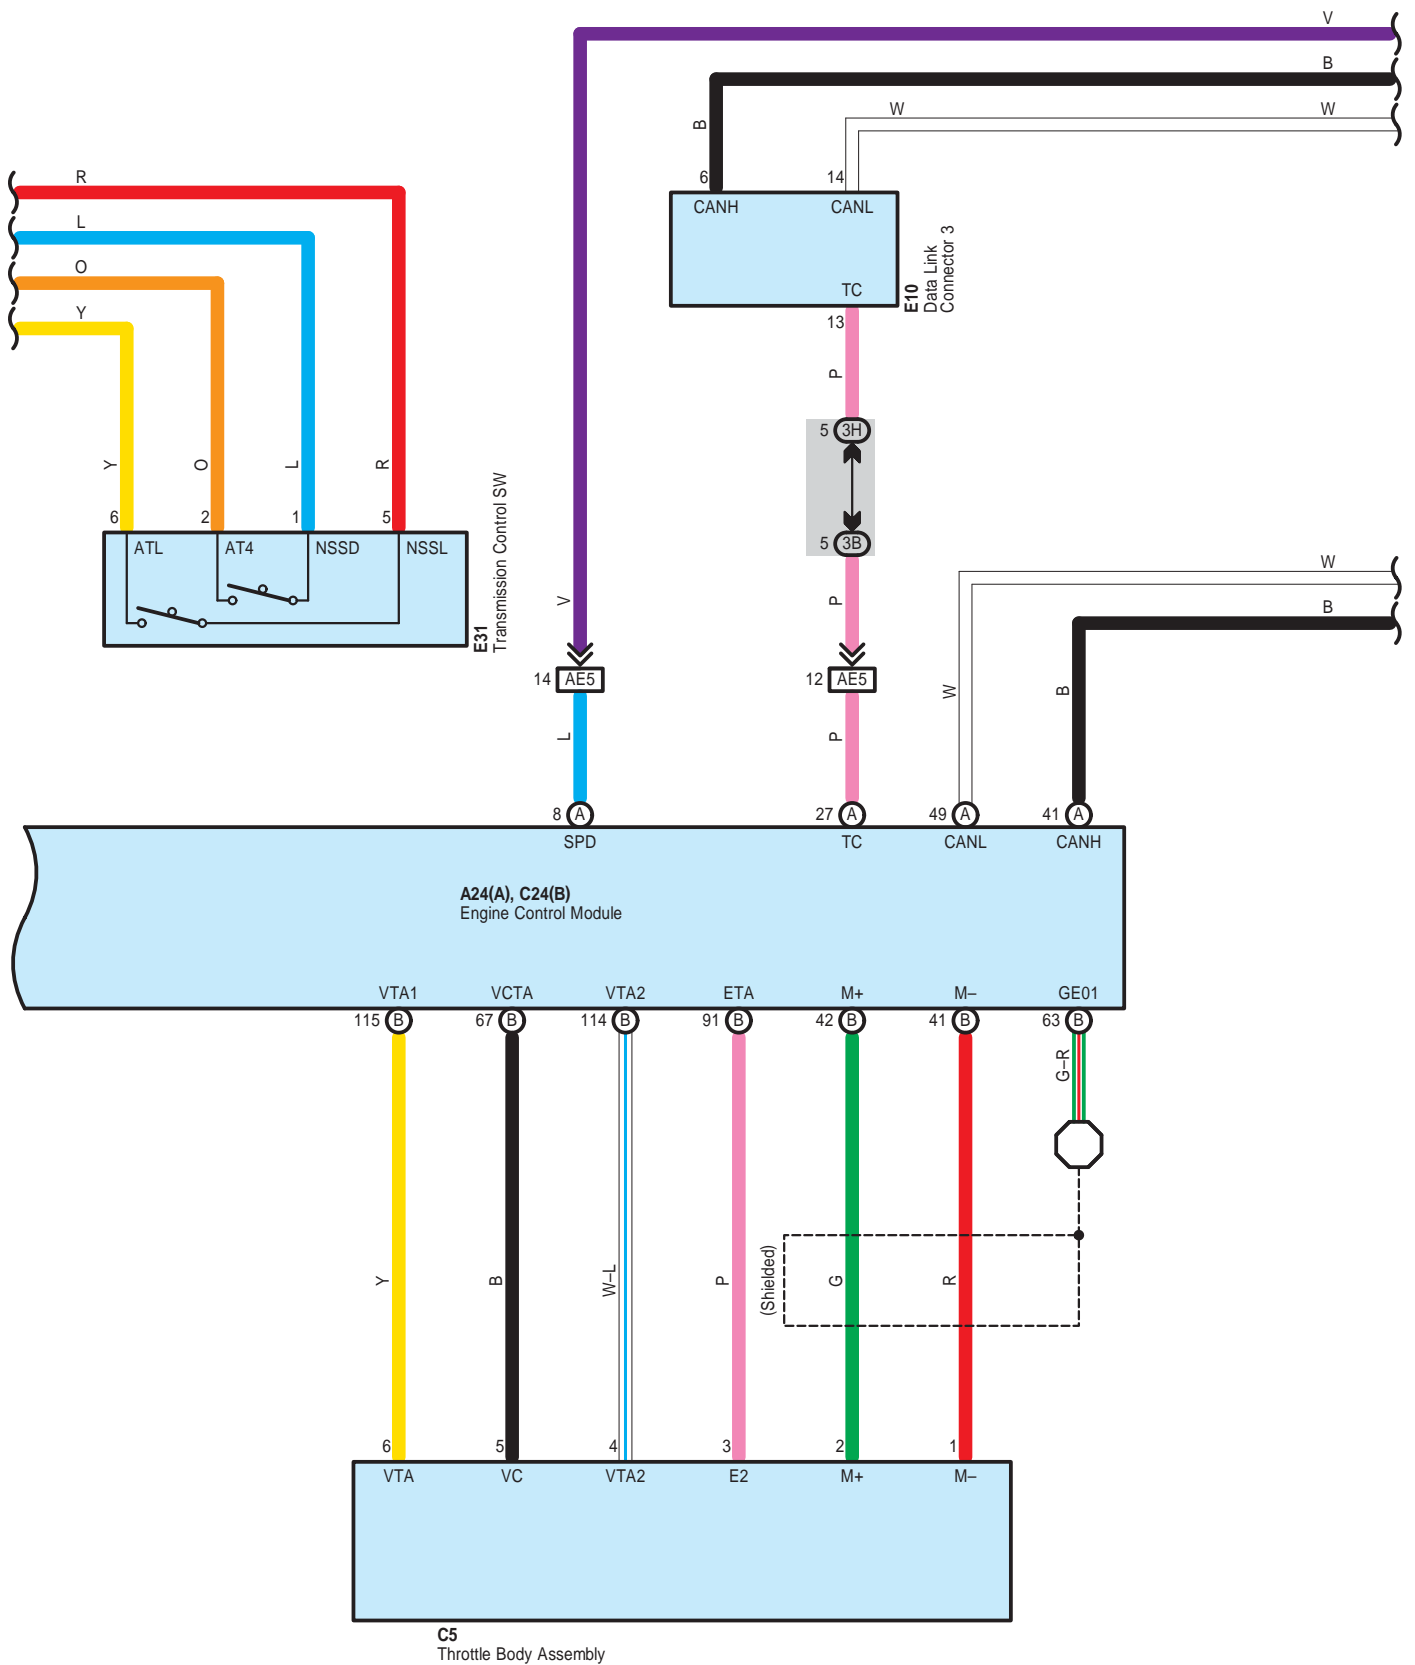 V
B
W
W
B
6
14
CANH
CANL
TC
E10
Data Link
Connector 3
13
P
5
3H
5
3B
P
12
AE5
P
R
L
O
Y
Y
O
L
R
6
2
1
5
ATL
AT4
NSSD
NSSL
E31
Transmission Control SW
V
14
AE5
L
W
B
W
B
8
A
27
A
49
A
41
A
SPD
TC
CANL
CANH
A24(A), C24(B)
Engine Control Module
VTA1
VCTA
VTA2
ETA
M+
M–
GE01
115
B
67
B
114
B
91
B
42
B
41
B
63
B
G–R
(Shielded)
Y
B
W–L
P
G
R
6
5
4
3
2
1
VTA
VC
VTA2
E2
M+
M–
C5
Throttle Body Assembly